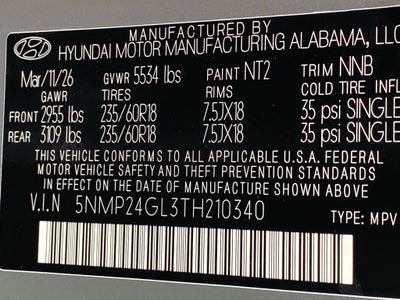 MANUFACTURED BY
HYUNDAI MOTOR MANUFACTURING ALABAMA, LLC
Mar/11/26 GVWR 5534 lbs PAINT NT2 TRIM NNB
GAWR TIRES RIMS COLD TIRE INFL
FRONT 2955 lbs 235/60R18 7.5JX18 35 psi SINGLE
REAR 3109 lbs 235/60R18 7.5JX18 35 psi SINGLE
THIS VEHICLE CONFORMS TO ALL APPLICABLE U.S.A. FEDERAL
MOTOR VEHICLE SAFETY AND THEFT PREVENTION STANDARDS
IN EFFECT ON THE DATE OF MANUFACTURE SHOWN ABOVE.
V.I.N 5NMP24GL3TH210340 TYPE: MPV